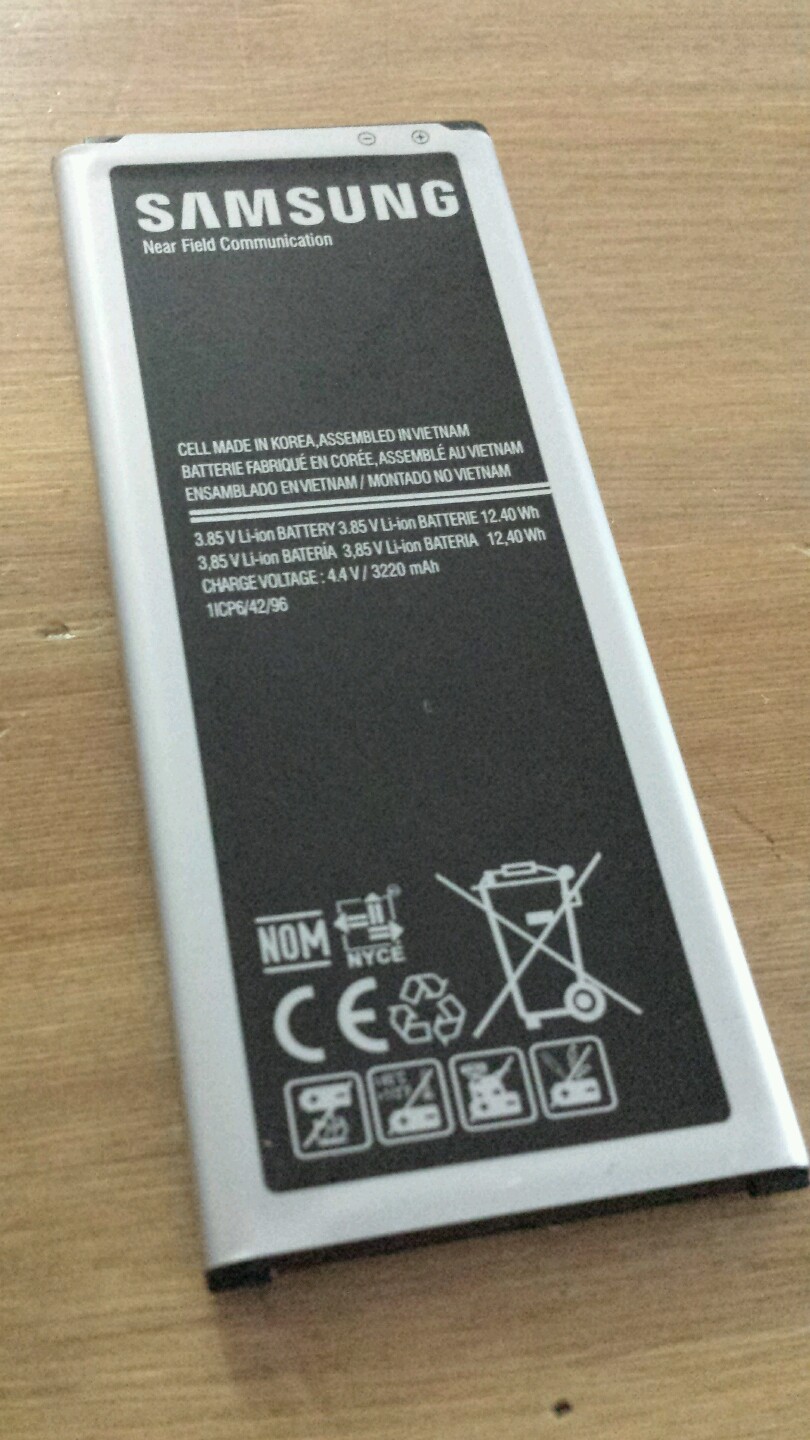 SAMSUNG
Near Field Communication
CELL MADE IN KOREA,ASSEMBLED IN VIETNAM
BATTERIE FABRIQUÉ EN CORÉE, ASSEMBLÉ AU VIETNAM
ENSAMBLADO EN VIETNAM / MONTADO NO VIETNAM
3.85 V Li-ion BATTERY 3.85 V Li-ion BATTERIE 12.40 Wh
3,85 V Li-ion BATERÍA 3,85 V Li-ion BATERIA 12,40 Wh
CHARGE VOLTAGE : 4.4 V / 3220 mAh
1ICP6/42/96
NOM
NYCE
CE